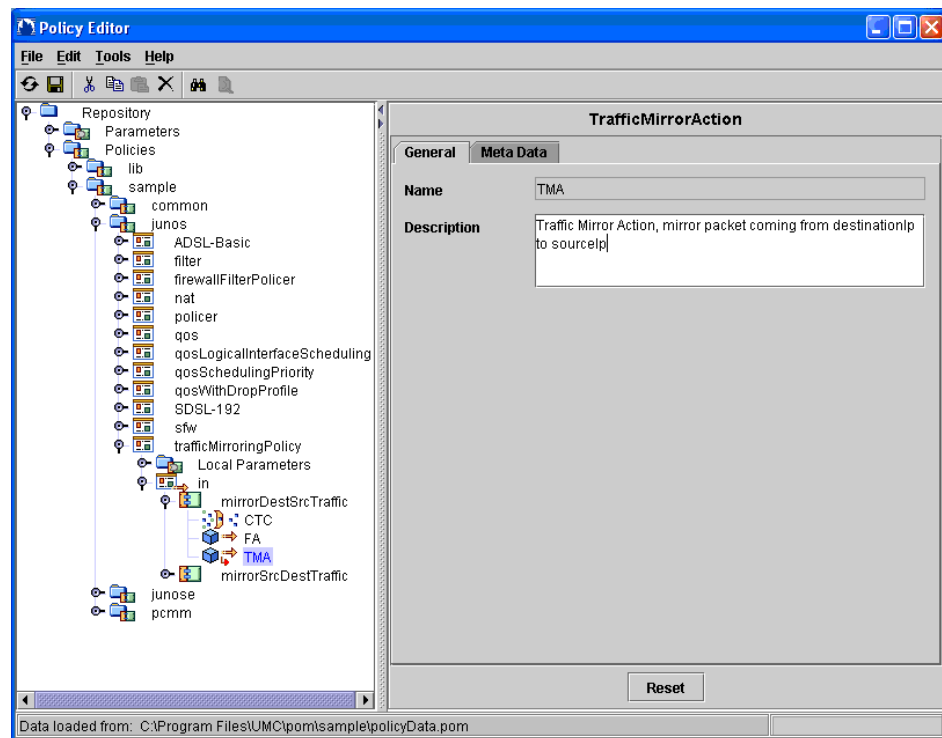 Policy Editor
File Edit Tools Help
Repository
Parameters
Policies
lib
sample
common
junos
ADSL-Basic
filter
firewallFilterPolicer
nat
policer
qos
qosLogicalInterfaceScheduling
qosSchedulingPriority
qosWithDropProfile
SDSL-192
sfw
trafficMirroringPolicy
Local Parameters
in
mirrorDestSrcTraffic
CTC
FA
TMA
mirrorSrcDestTraffic
junose
pcmm
TrafficMirrorAction
General Meta Data
Name TMA
Description Traffic Mirror Action, mirror packet coming from destinationIp
to sourceIp
Reset
Data loaded from: C:\Program Files\UMC\pom\sample\policyData.pom